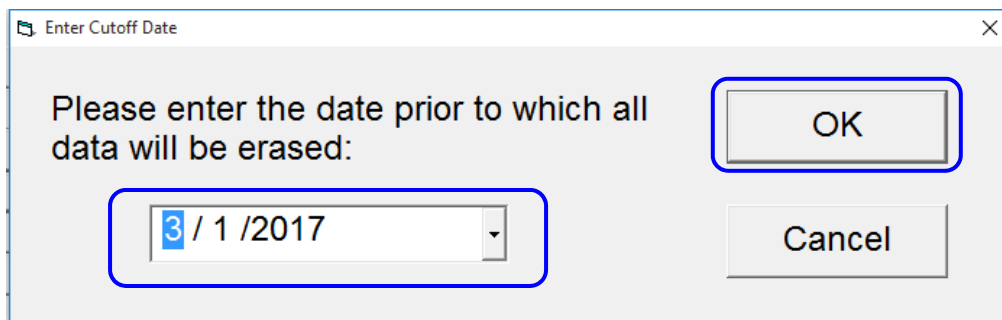 Enter Cutoff Date
Please enter the date prior to which all
data will be erased:
3 / 1 /2017
OK
Cancel